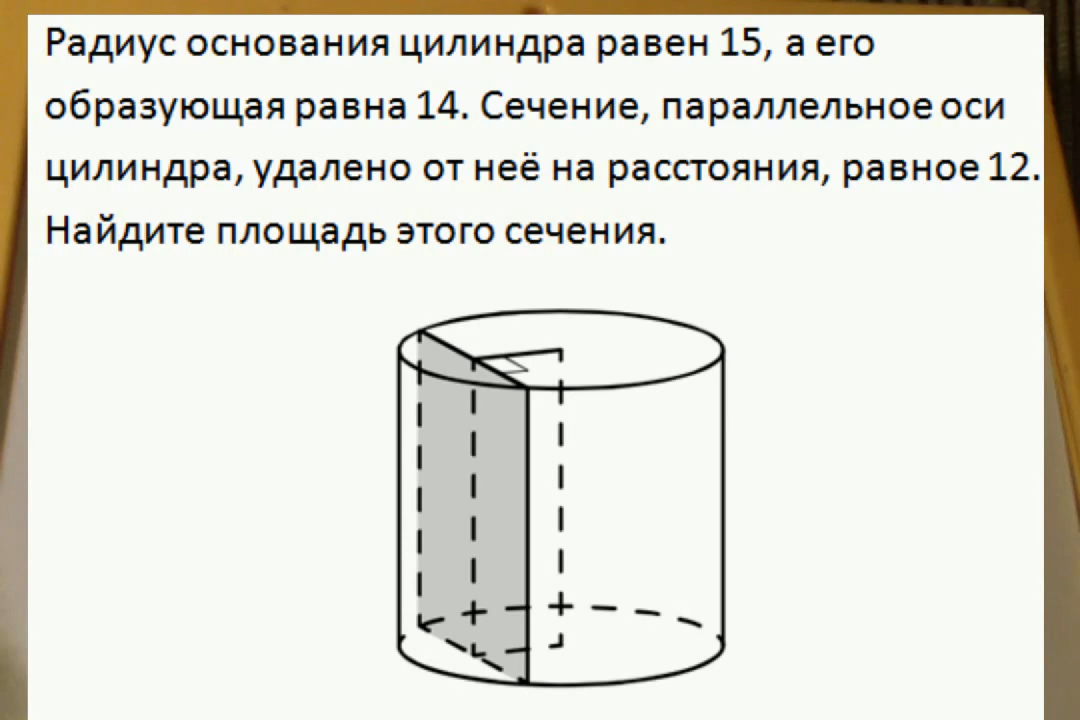 Радиус основания цилиндра равен 15, а его
образующая равна 14. Сечение, параллельное оси
цилиндра, удалено от неё на расстояния, равное 12.
Найдите площадь этого сечения.